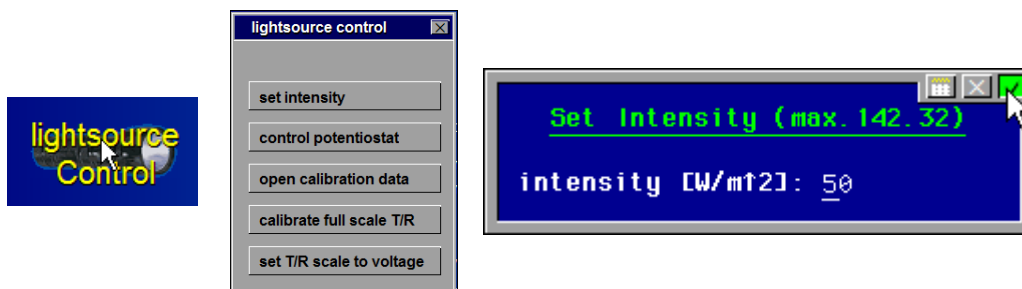 lightsource
Control
lightsource control
set intensity
control potentiostat
open calibration data
calibrate full scale T/R
set T/R scale to voltage
Set Intensity (max.142.32)
intensity [W/m↑2]: 50